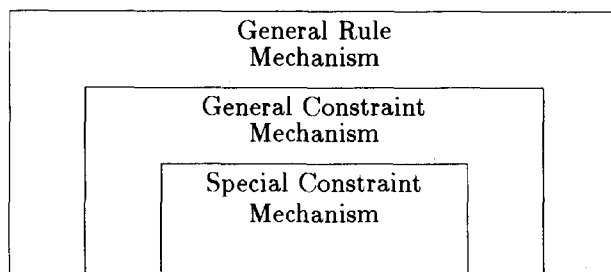 General Rule
Mechanism
General Constraint
Mechanism
Special Constraint
Mechanism